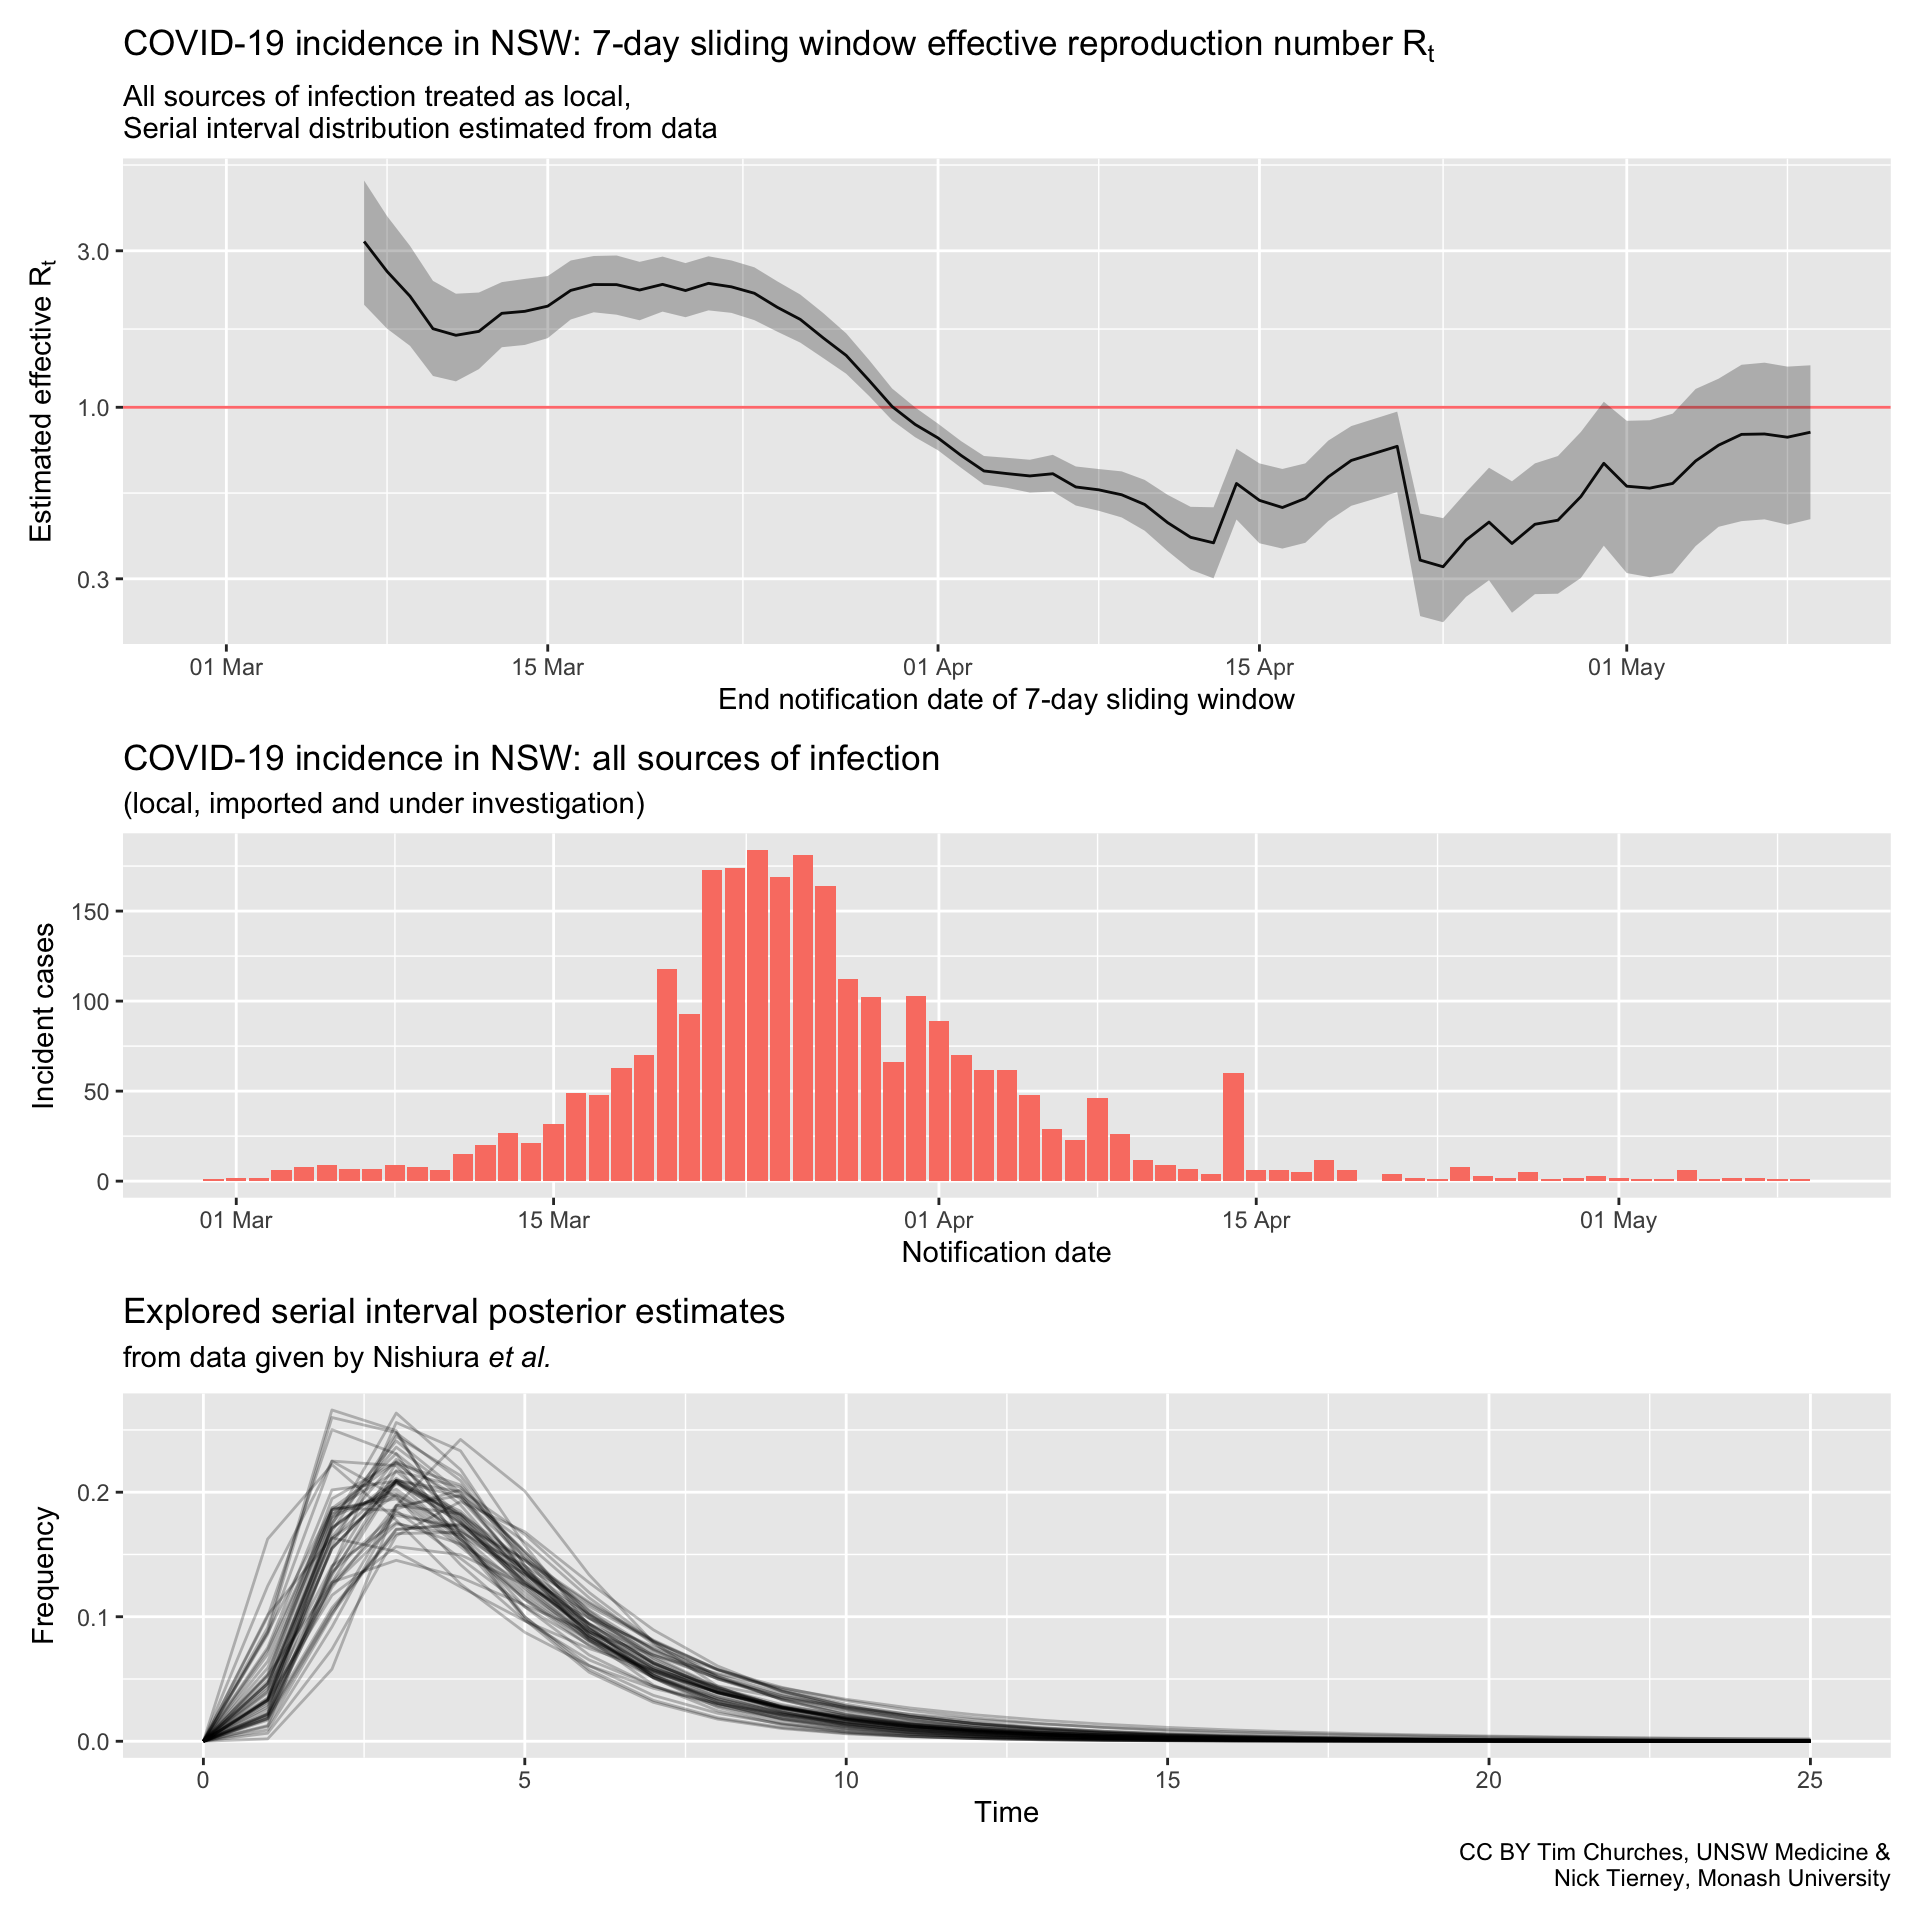 COVID-19 incidence in NSW: 7-day sliding window effective reproduction number Rt
All sources of infection treated as local,
Serial interval distribution estimated from data
Estimated effective Rt
3.0
1.0
0.3
01 Mar 15 Mar 01 Apr 15 Apr 01 May
End notification date of 7-day sliding window
COVID-19 incidence in NSW: all sources of infection
(local, imported and under investigation)
Incident cases
150
100
50
0
01 Mar 15 Mar 01 Apr 15 Apr 01 May
Notification date
Explored serial interval posterior estimates
from data given by Nishiura et al.
Frequency
0.2
0.1
0.0
0 5 10 15 20 25
Time
CC BY Tim Churches, UNSW Medicine &
Nick Tierney, Monash University